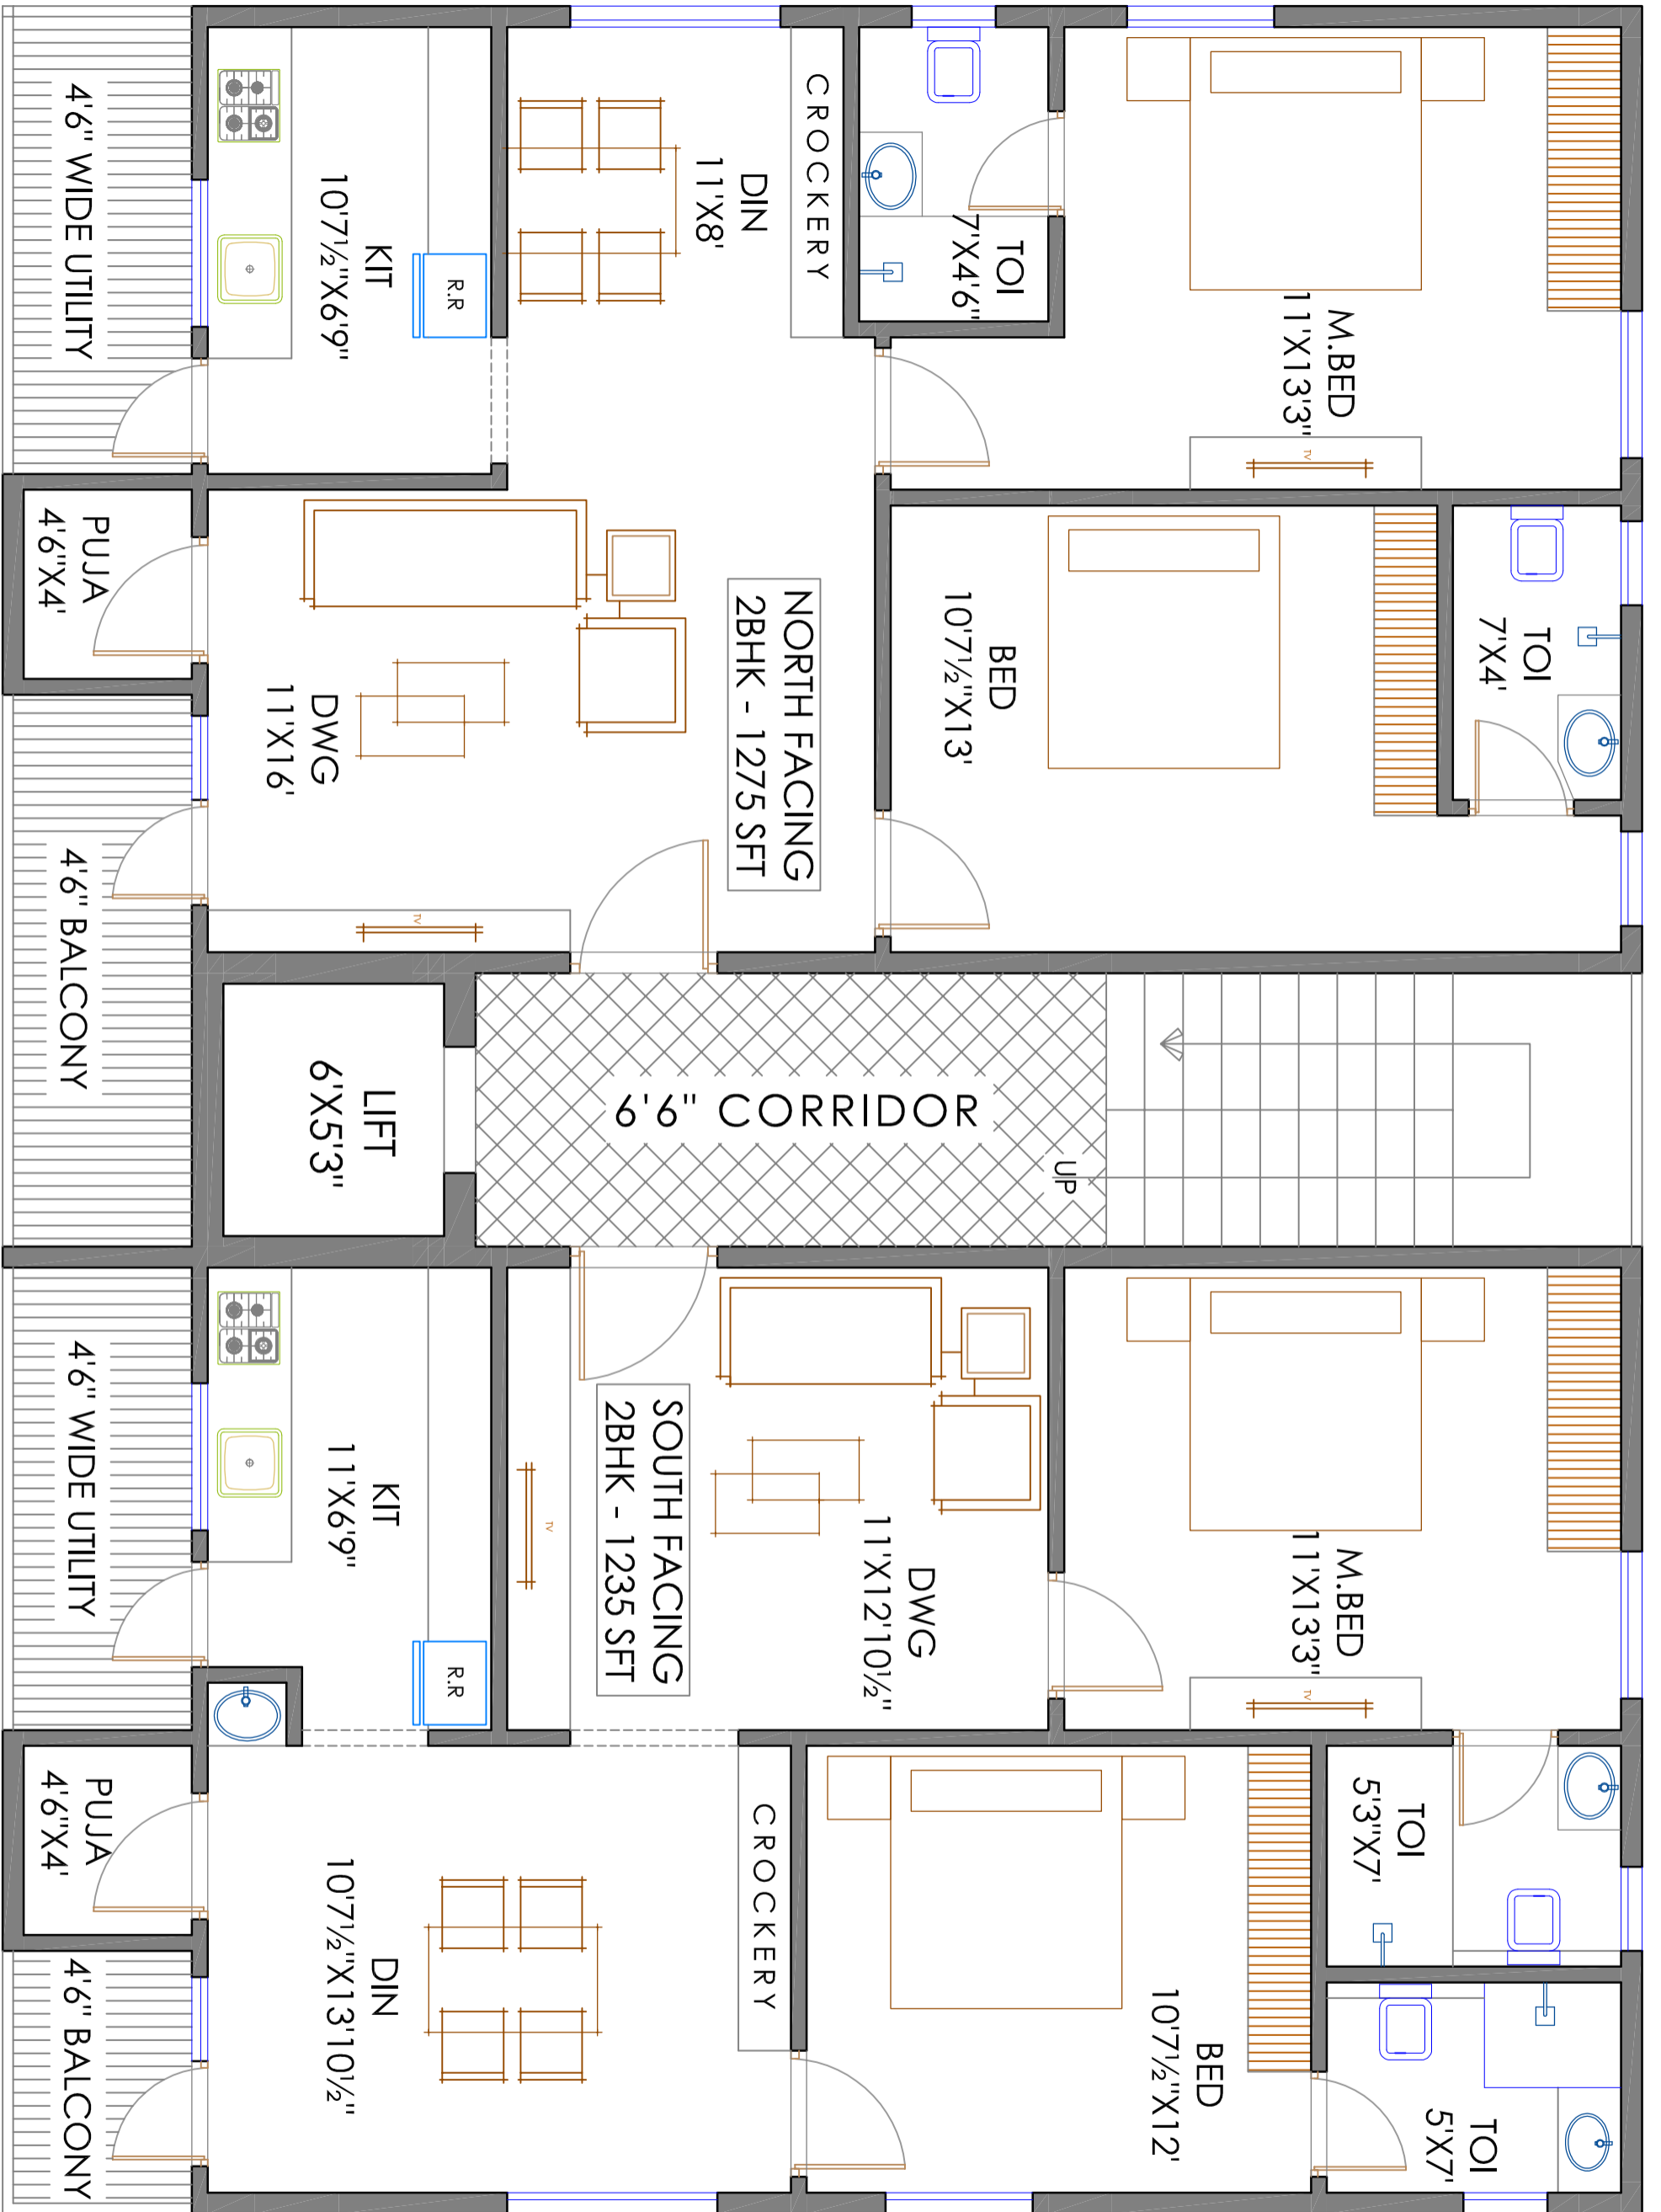 4'6" WIDE UTILITY
KIT
10'7½"X6'9"
R.R
DIN
11'X8'
CROCKERY
TOI
7'X4'6"
M.BED
11'X13'3"
TV
PUJA
4'6"X4'
DWG
11'X16'
NORTH FACING
2BHK - 1275 SFT
BED
10'7½"X13'
TOI
7'X4'
4'6" BALCONY
TV
LIFT
6'X5'3"
6'6" CORRIDOR
UP
4'6" WIDE UTILITY
KIT
11'X6'9"
R.R
TV
SOUTH FACING
2BHK - 1235 SFT
DWG
11'X12'10½"
M.BED
11'X13'3"
TV
PUJA
4'6"X4'
DIN
10'7½"X13'10½"
CROCKERY
BED
10'7½"X12'
TOI
5'3"X7'
TOI
5'X7'
4'6" BALCONY